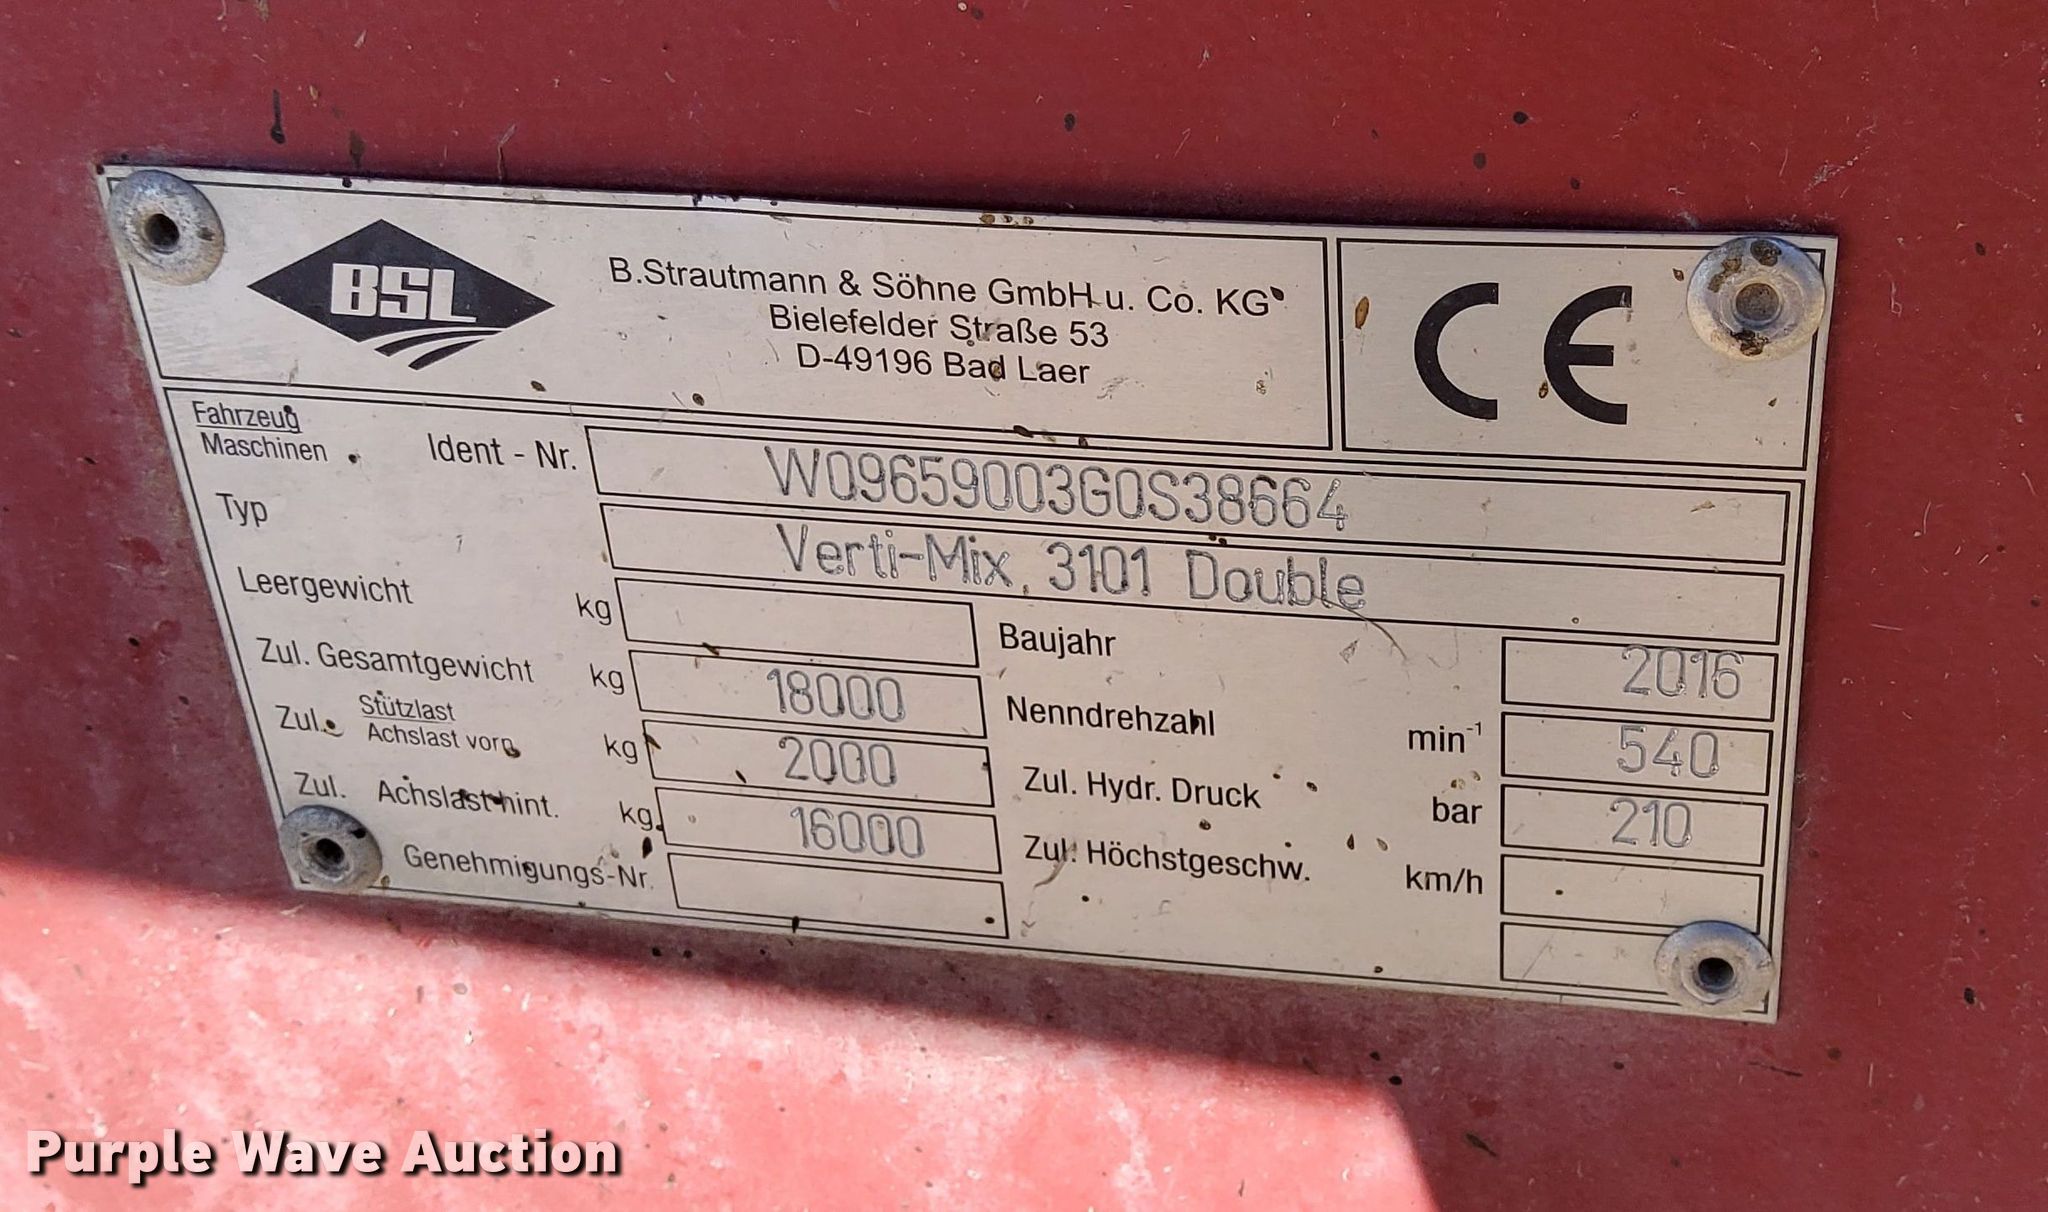 BSL
B.Strautmann & Söhne GmbH u. Co. KG
Bielefelder Straße 53
D-49196 Bad Laer
CE
Fahrzeug
Maschinen Ident - Nr. W09659003G0S38664
Typ Verti-Mix, 3101 Double
Leergewicht kg
Baujahr 2016
Zul. Gesamtgewicht kg 18000
Nenndrehzahl min⁻¹ 540
Zul. Stützlast
Achslast vorn kg 2000
Zul. Hydr. Druck bar 210
Zul. Achslast hint. kg 16000
Zul. Höchstgeschw. km/h
Genehmigungs-Nr.
Purple Wave Auction